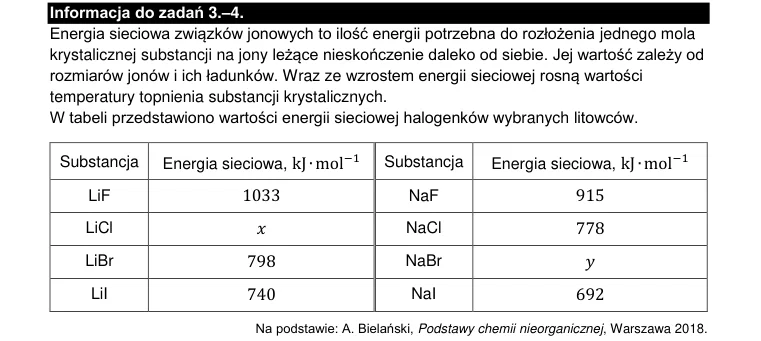 Informacja do zadań 3.–4.
Energia sieciowa związków jonowych to ilość energii potrzebna do rozłożenia jednego mola
krystalicznej substancji na jony leżące nieskończenie daleko od siebie. Jej wartość zależy od
rozmiarów jonów i ich ładunków. Wraz ze wzrostem energii sieciowej rosną wartości
temperatury topnienia substancji krystalicznych.
W tabeli przedstawiono wartości energii sieciowej halogenków wybranych litowców.
Substancja Energia sieciowa, kJ·mol⁻¹ Substancja Energia sieciowa, kJ·mol⁻¹
LiF 1033 NaF 915
LiCl x NaCl 778
LiBr 798 NaBr y
LiI 740 NaI 692
Na podstawie: A. Bielański, Podstawy chemii nieorganicznej, Warszawa 2018.